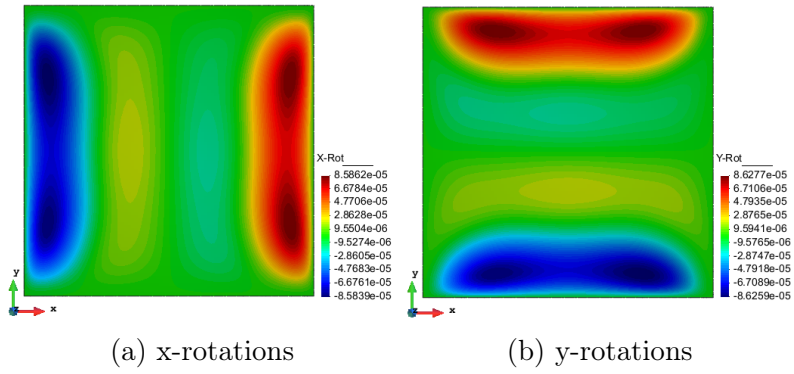 X-Rot_____
8.5862e-05
6.6784e-05
4.7706e-05
2.8628e-05
9.5504e-06
-9.5274e-06
-2.8605e-05
-4.7683e-05
-6.6761e-05
-8.5839e-05
y
x
Y-Rot_____
8.6277e-05
6.7106e-05
4.7935e-05
2.8765e-05
9.5941e-06
-9.5765e-06
-2.8747e-05
-4.7918e-05
-6.7089e-05
-8.6259e-05
y
x
(a) x-rotations
(b) y-rotations